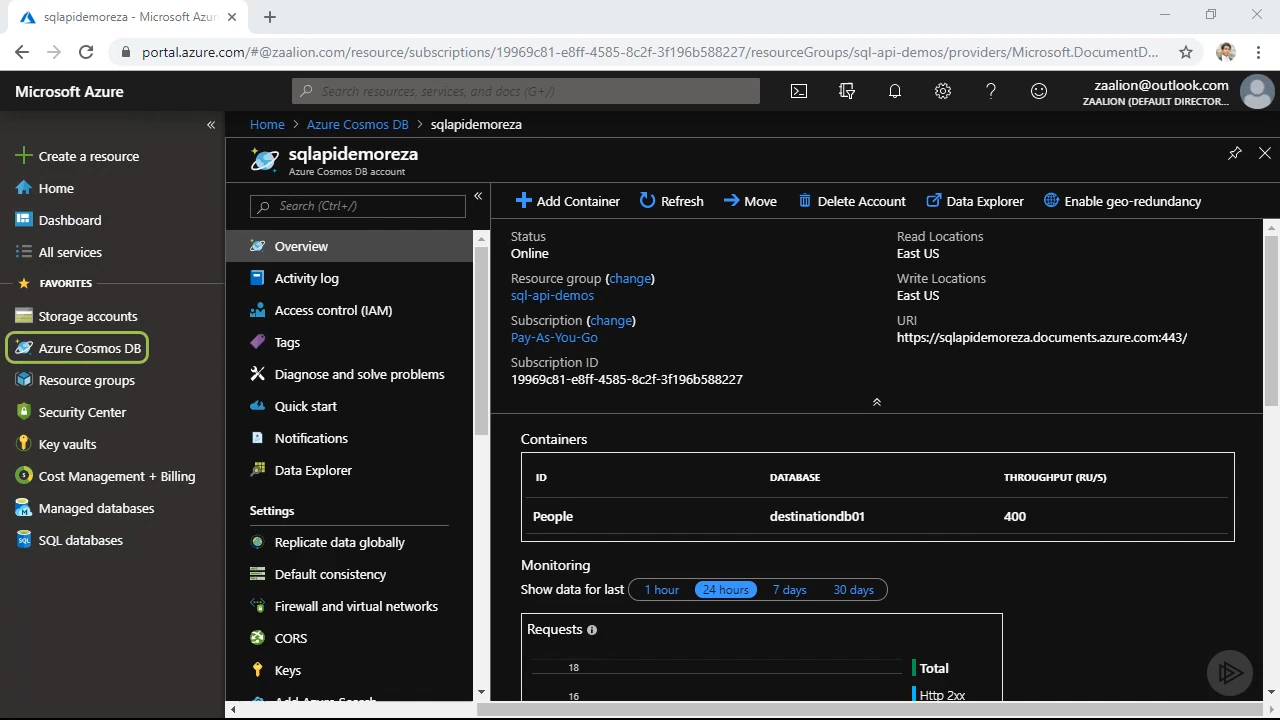 sqlapidemoreza - Microsoft Azur
portal.azure.com/#@zaalion.com/resource/subscriptions/19969c81-e8ff-4585-8c2f-3f196b588227/resourceGroups/sql-api-demos/providers/Microsoft.DocumentD...
Microsoft Azure
Search resources, services, and docs (G+/)
zaalion@outlook.com
ZAALION (DEFAULT DIRECTOR...
Home > Azure Cosmos DB > sqlapidemoreza
Create a resource
Home
Dashboard
All services
FAVORITES
Storage accounts
Azure Cosmos DB
Resource groups
Security Center
Key vaults
Cost Management + Billing
Managed databases
SQL databases
sqlapidemoreza
Azure Cosmos DB account
Search (Ctrl+/)
Overview
Activity log
Access control (IAM)
Tags
Diagnose and solve problems
Quick start
Notifications
Data Explorer
Settings
Replicate data globally
Default consistency
Firewall and virtual networks
CORS
Keys
Add Azure Search
Add Container Refresh Move Delete Account Data Explorer Enable geo-redundancy
Status
Online
Resource group (change)
sql-api-demos
Subscription (change)
Pay-As-You-Go
Subscription ID
19969c81-e8ff-4585-8c2f-3f196b588227
Read Locations
East US
Write Locations
East US
URI
https://sqlapidemoreza.documents.azure.com:443/
Containers
ID DATABASE THROUGHPUT (RU/S)
People destinationdb01 400
Monitoring
Show data for last 1 hour 24 hours 7 days 30 days
Requests
18
16
Total
Http 2xx